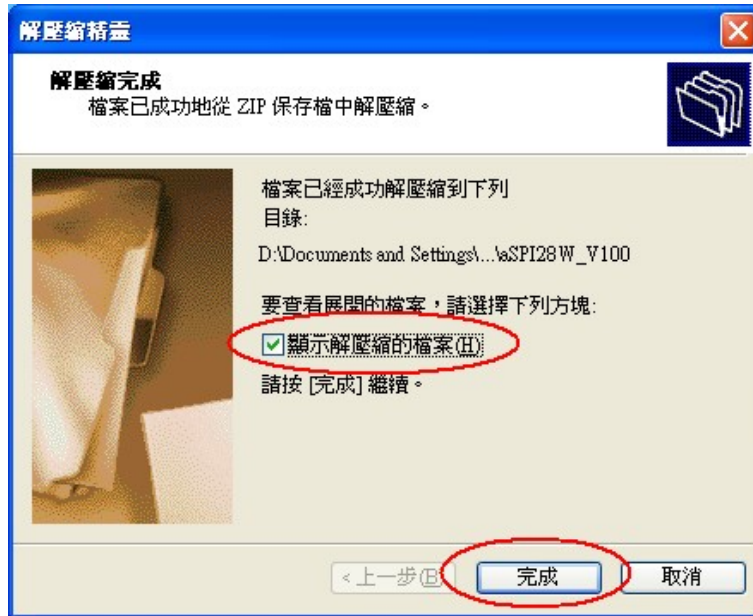 解壓縮精靈
解壓縮完成
檔案已成功地從 ZIP 保存檔中解壓縮。
檔案已經成功解壓縮到下列
目錄:
D:\Documents and Settings\...\aSPI28W_V100
要查看展開的檔案，請選擇下列方塊:
顯示解壓縮的檔案(H)
請按 [完成] 繼續。
<上一步(B) 完成 取消